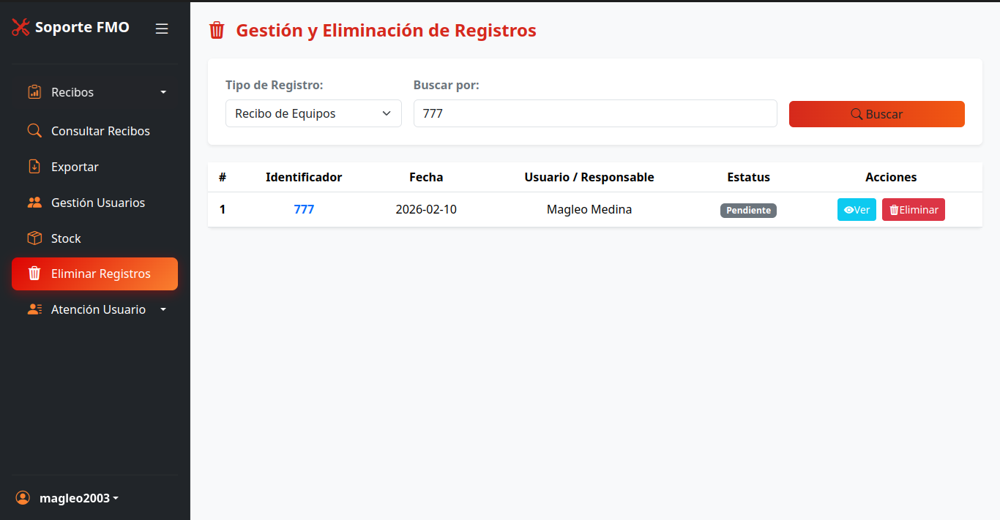 Soporte FMO
Recibos
Consultar Recibos
Exportar
Gestión Usuarios
Stock
Eliminar Registros
Atención Usuario
magleo2003
Gestión y Eliminación de Registros
Tipo de Registro:
Buscar por:
Recibo de Equipos
777
Buscar
# Identificador Fecha Usuario / Responsable Estatus Acciones
1 777 2026-02-10 Magleo Medina Pendiente Ver Eliminar